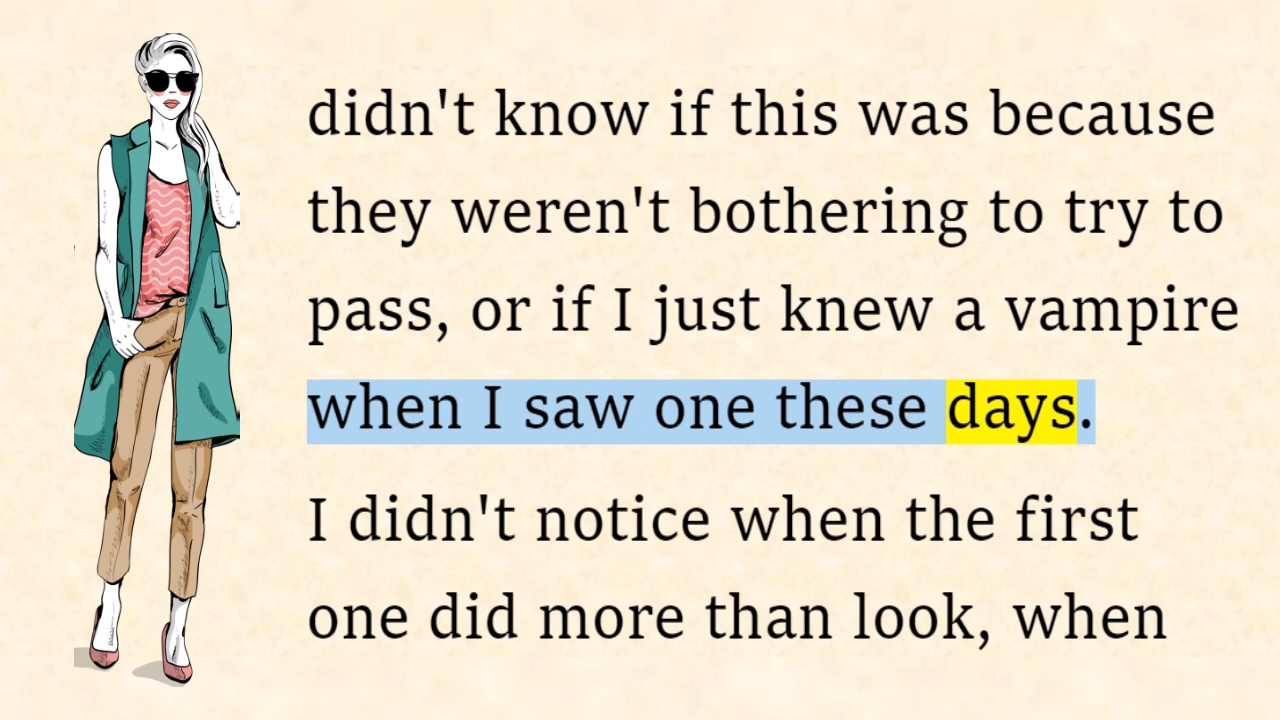 didn't know if this was because
they weren't bothering to try to
pass, or if I just knew a vampire
when I saw one these days.
I didn't notice when the first
one did more than look, when